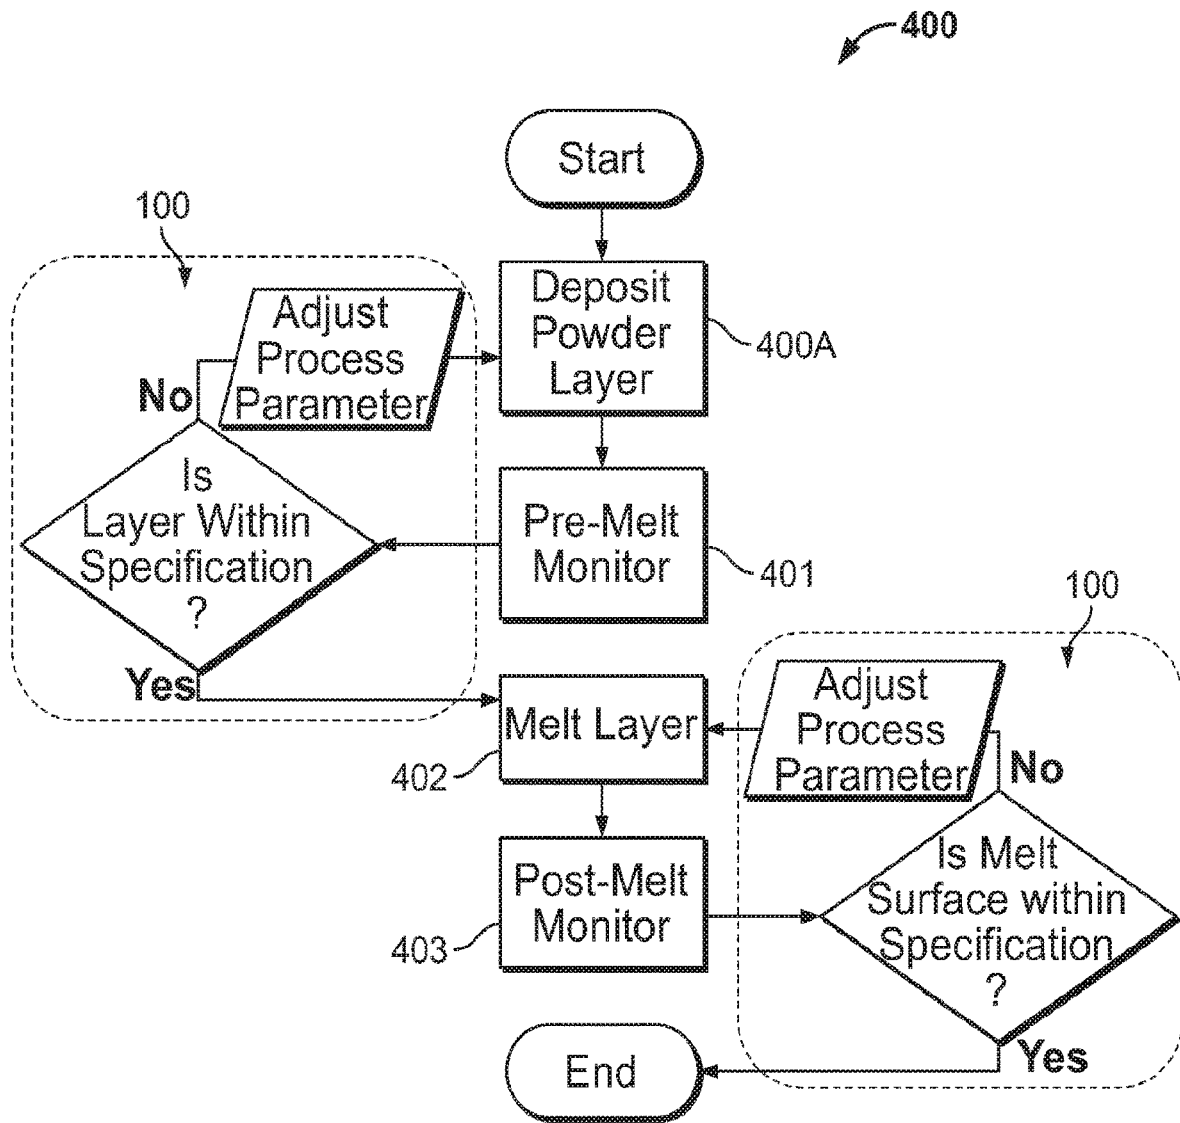 400
Start
100
Adjust
Process
Parameter
Deposit
Powder
Layer
400A
No
Is
Layer Within
Specification
?
Pre-Melt
Monitor
401
Yes
100
Melt Layer
402
Adjust
Process
Parameter
No
Post-Melt
Monitor
403
Is Melt
Surface within
Specification
?
Yes
End